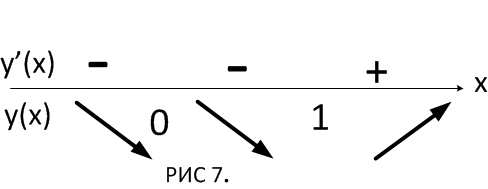 y’(x) - - + x
y(x) 0 1
РИС 7.